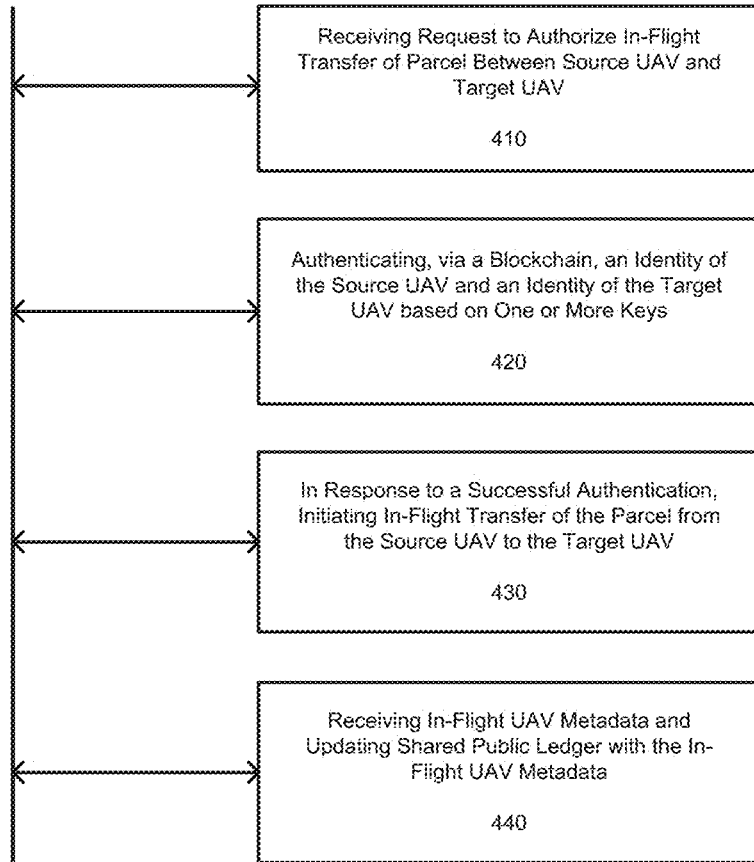 Receiving Request to Authorize In-Flight
Transfer of Parcel Between Source UAV and
Target UAV
410
Authenticating, via a Blockchain, an Identity of
the Source UAV and an Identity of the Target
UAV based on One or More Keys
420
In Response to a Successful Authentication,
Initiating In-Flight Transfer of the Parcel from
the Source UAV to the Target UAV
430
Receiving In-Flight UAV Metadata and
Updating Shared Public Ledger with the In-
Flight UAV Metadata
440